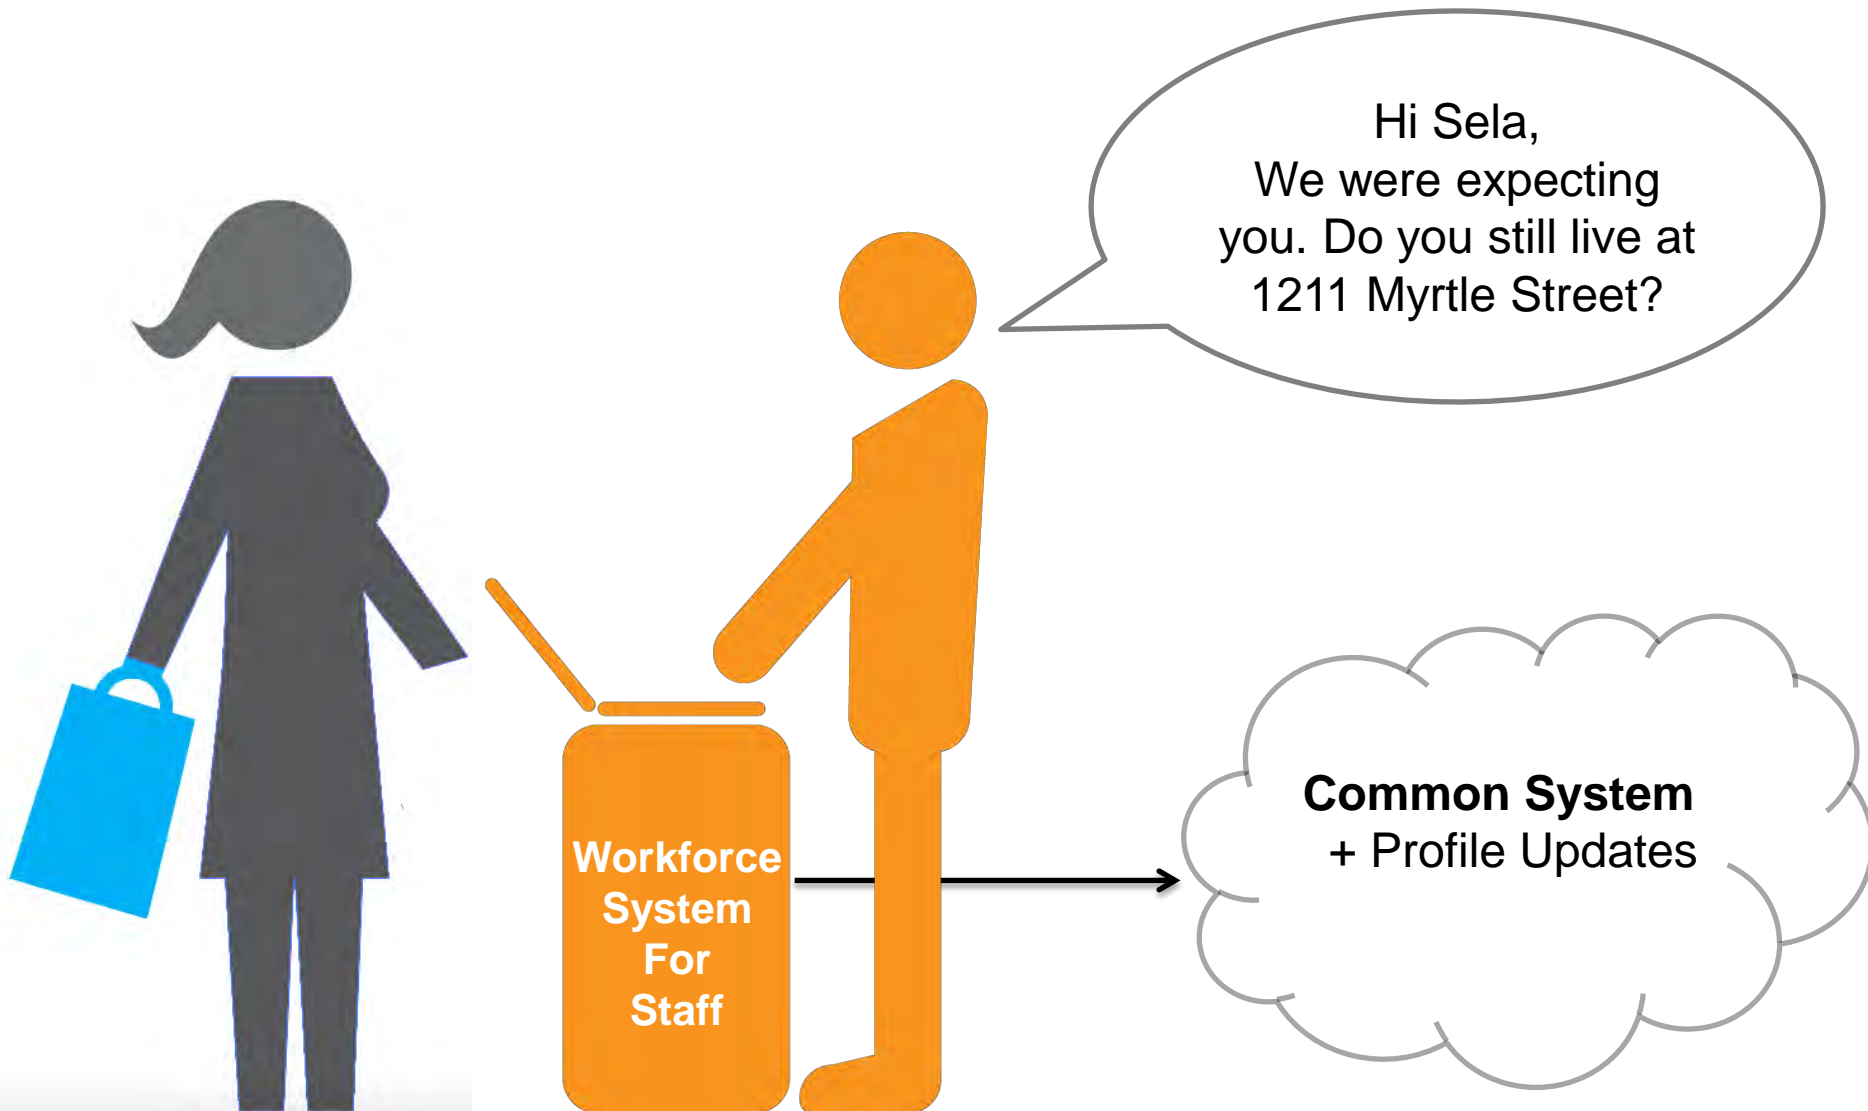 Hi Sela,
We were expecting
you. Do you still live at
1211 Myrtle Street?
Workforce
System
For
Staff
Common System
+ Profile Updates